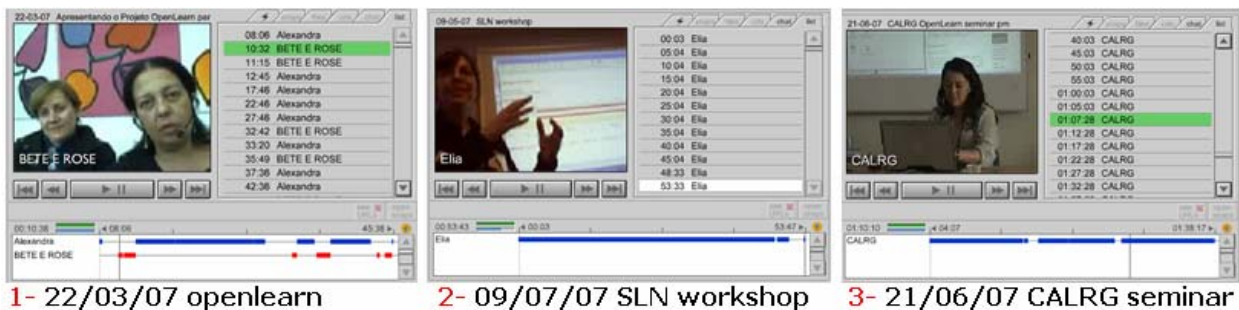 22-03-07 Apresentando o Projeto OpenLearn par
chat
list
08:06 Alexandra
10:32 BETE E ROSE
11:15 BETE E ROSE
12:45 Alexandra
17:46 Alexandra
22:46 Alexandra
27:46 Alexandra
32:42 BETE E ROSE
33:20 Alexandra
35:49 BETE E ROSE
37:36 Alexandra
42:36 Alexandra
BETE E ROSE
00:10:38
06:06
45:38
Alexandra
BETE E ROSE
1- 22/03/07 openlearn
09-05-07 SLN workshop
chat
list
00:03 Elia
05:04 Elia
10:04 Elia
15:04 Elia
20:04 Elia
25:04 Elia
30:04 Elia
35:04 Elia
40:04 Elia
45:04 Elia
48:33 Elia
53:33 Elia
Elia
00:53:43
00:03
53:47
Elia
2- 09/07/07 SLN workshop
21-06-07 CALRG OpenLearn seminar pm
chat
list
40:03 CALRG
45:03 CALRG
50:03 CALRG
55:03 CALRG
01:00:03 CALRG
01:05:03 CALRG
01:07:28 CALRG
01:12:28 CALRG
01:17:28 CALRG
01:22:28 CALRG
01:27:28 CALRG
01:32:28 CALRG
CALRG
01:10:10
04:07
01:38:17
CALRG
3- 21/06/07 CALRG seminar